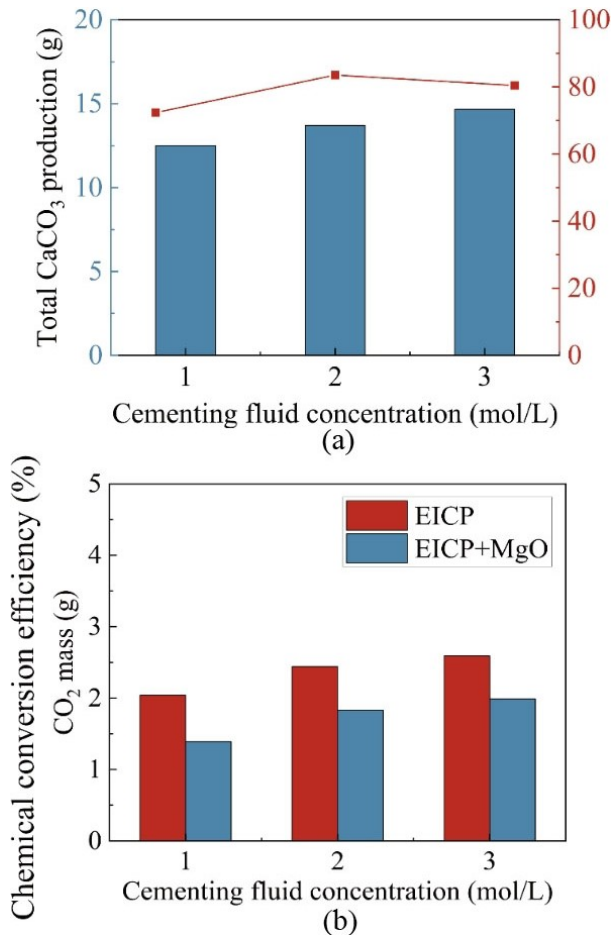 Total CaCO₃ production (g)
20
15
10
5
0
100
80
60
40
20
0
1 2 3
Cementing fluid concentration (mol/L)
(a)
Chemical conversion efficiency (%)
CO₂ mass (g)
5
4
3
2
1
0
EICP
EICP+MgO
1 2 3
Cementing fluid concentration (mol/L)
(b)